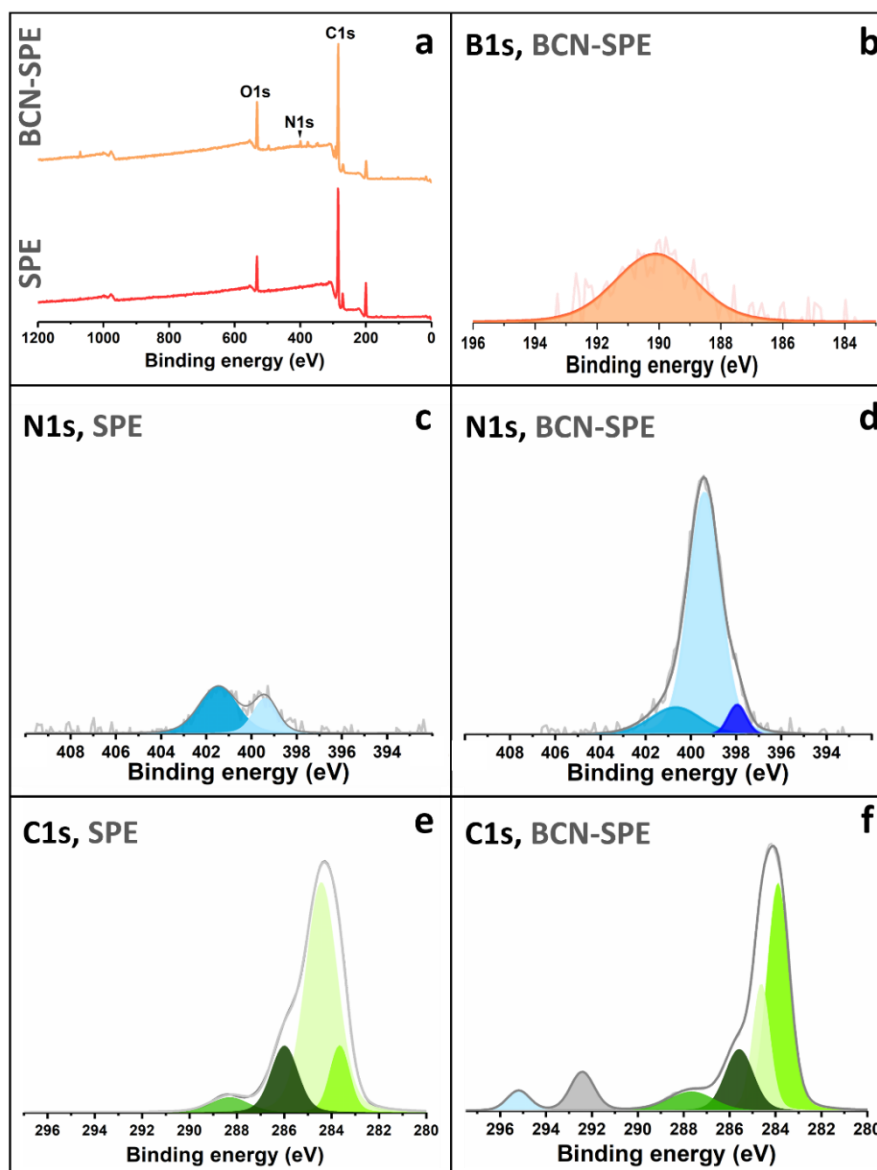 a
BCN-SPE
SPE
C1s
O1s
N1s
1200 1000 800 600 400 200 0
Binding energy (eV)
B1s, BCN-SPE b
196 194 192 190 188 186 184
Binding energy (eV)
N1s, SPE c
408 406 404 402 400 398 396 394
Binding energy (eV)
N1s, BCN-SPE d
408 406 404 402 400 398 396 394
Binding energy (eV)
C1s, SPE e
296 294 292 290 288 286 284 282 280
Binding energy (eV)
C1s, BCN-SPE f
296 294 292 290 288 286 284 282 280
Binding energy (eV)